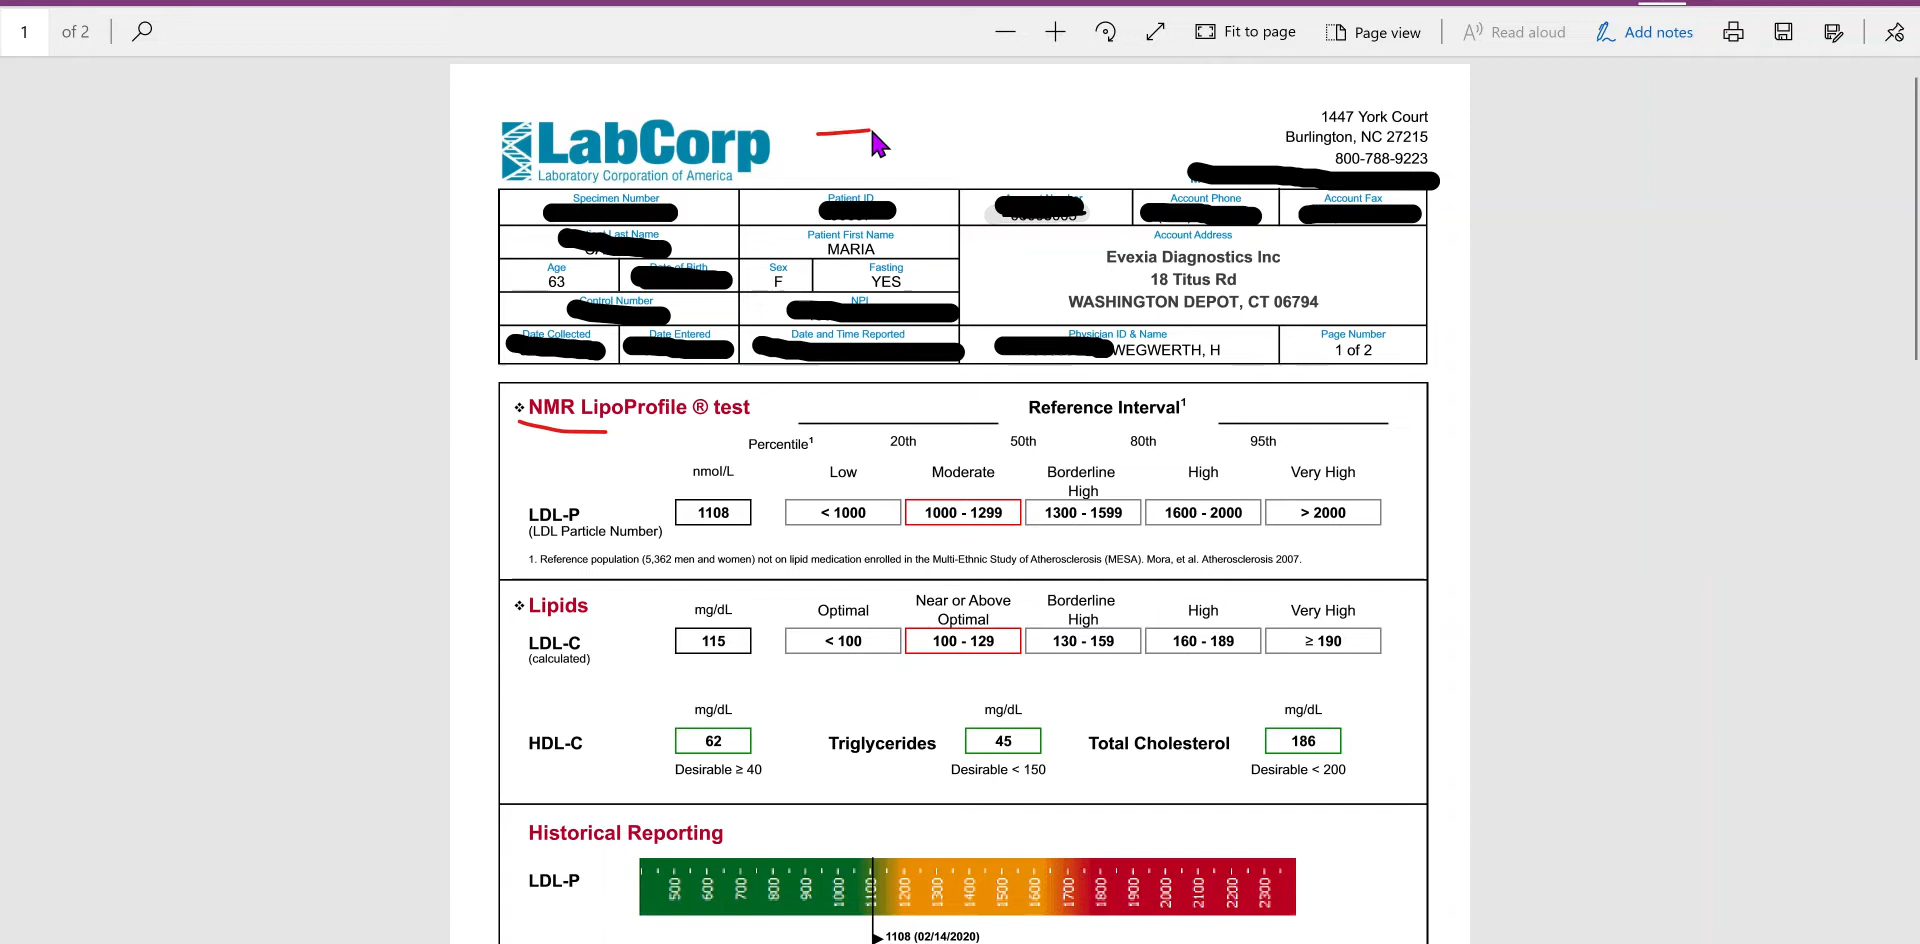 1 of 2 Fit to page Page view Read aloud Add notes
LabCorp
Laboratory Corporation of America
1447 York Court
Burlington, NC 27215
800-788-9223
Specimen Number Patient ID Account Phone Account Fax
Last Name Patient First Name Account Address
MARIA
Evexia Diagnostics Inc
18 Titus Rd
WASHINGTON DEPOT, CT 06794
Age Date of Birth Sex Fasting
63 F YES
Control Number NPI
Date Collected Date Entered Date and Time Reported Physician ID & Name Page Number
WEGWERTH, H 1 of 2
❖ NMR LipoProfile ® test Reference Interval¹
Percentile¹ 20th 50th 80th 95th
nmol/L Low Moderate Borderline High High Very High
LDL-P 1108 < 1000 1000 - 1299 1300 - 1599 1600 - 2000 > 2000
(LDL Particle Number)
1. Reference population (5,362 men and women) not on lipid medication enrolled in the Multi-Ethnic Study of Atherosclerosis (MESA). Mora, et al. Atherosclerosis 2007.
❖ Lipids mg/dL Optimal Near or Above Optimal Borderline High High Very High
LDL-C 115 < 100 100 - 129 130 - 159 160 - 189 ≥ 190
(calculated)
mg/dL mg/dL mg/dL
HDL-C 62 Triglycerides 45 Total Cholesterol 186
Desirable ≥ 40 Desirable < 150 Desirable < 200
Historical Reporting
LDL-P 500 600 700 800 900 1000 1100 1200 1300 1400 1500 1600 1700 1800 1900 2000 2100 2200 2300
1108 (02/14/2020)